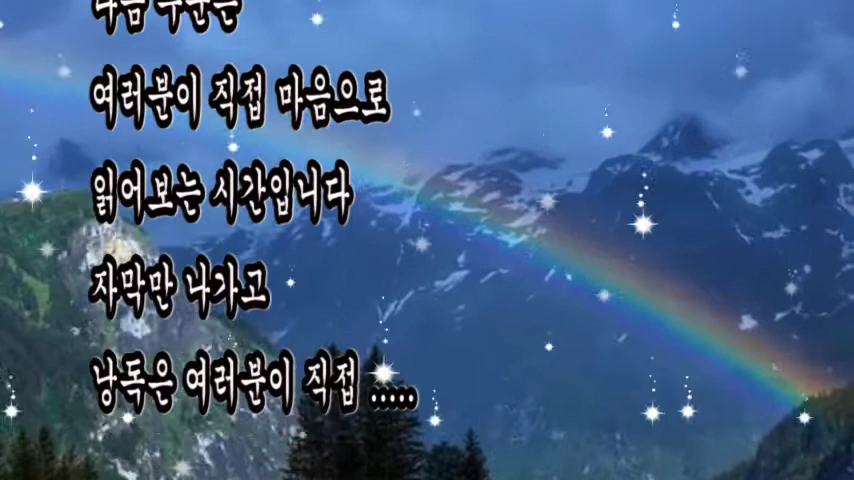 여러분이 직접 마음으로
읽어보는 시간입니다
자막만 나가고
낭독은 여러분이 직접 .....